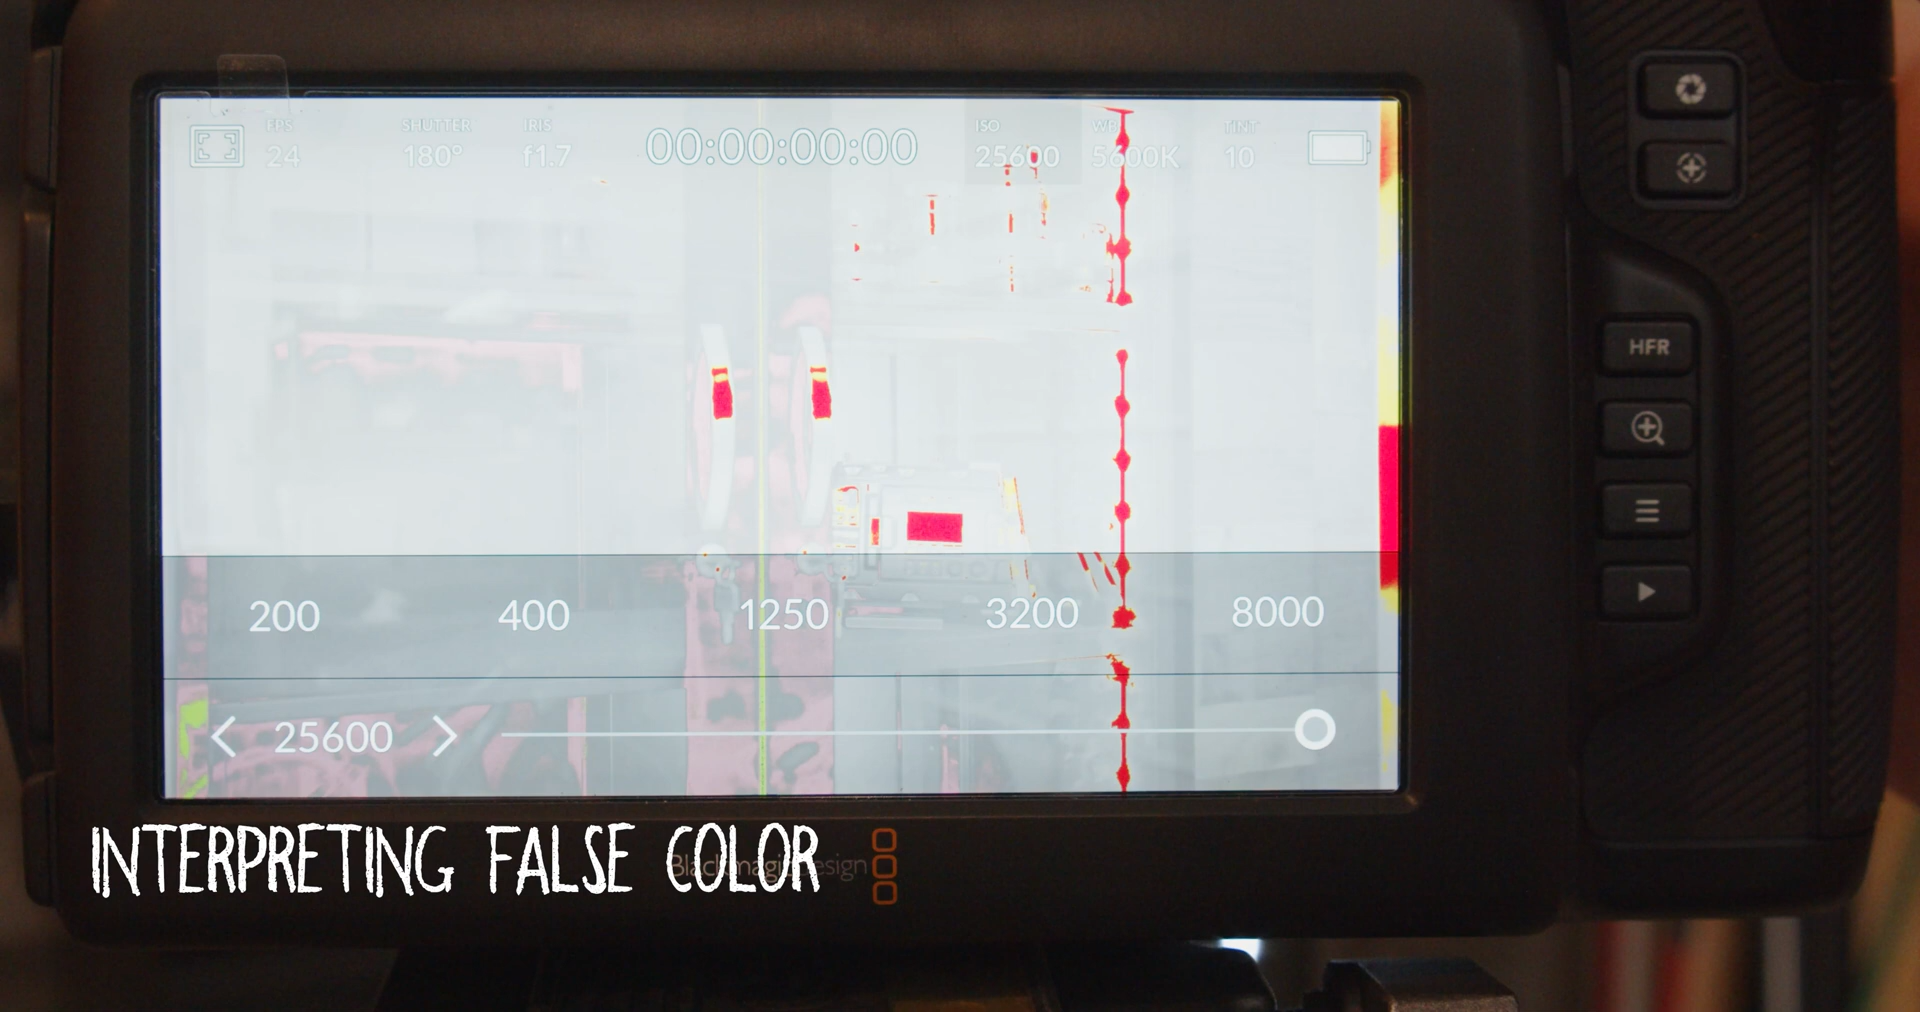 FPS SHUTTER IRIS ISO WB TINT
24 180° f1.7 00:00:00:00 25600 5600K 10
HFR
200 400 1250 3200 8000
25600
INTERPRETING FALSE COLOR
Blackmagicdesign